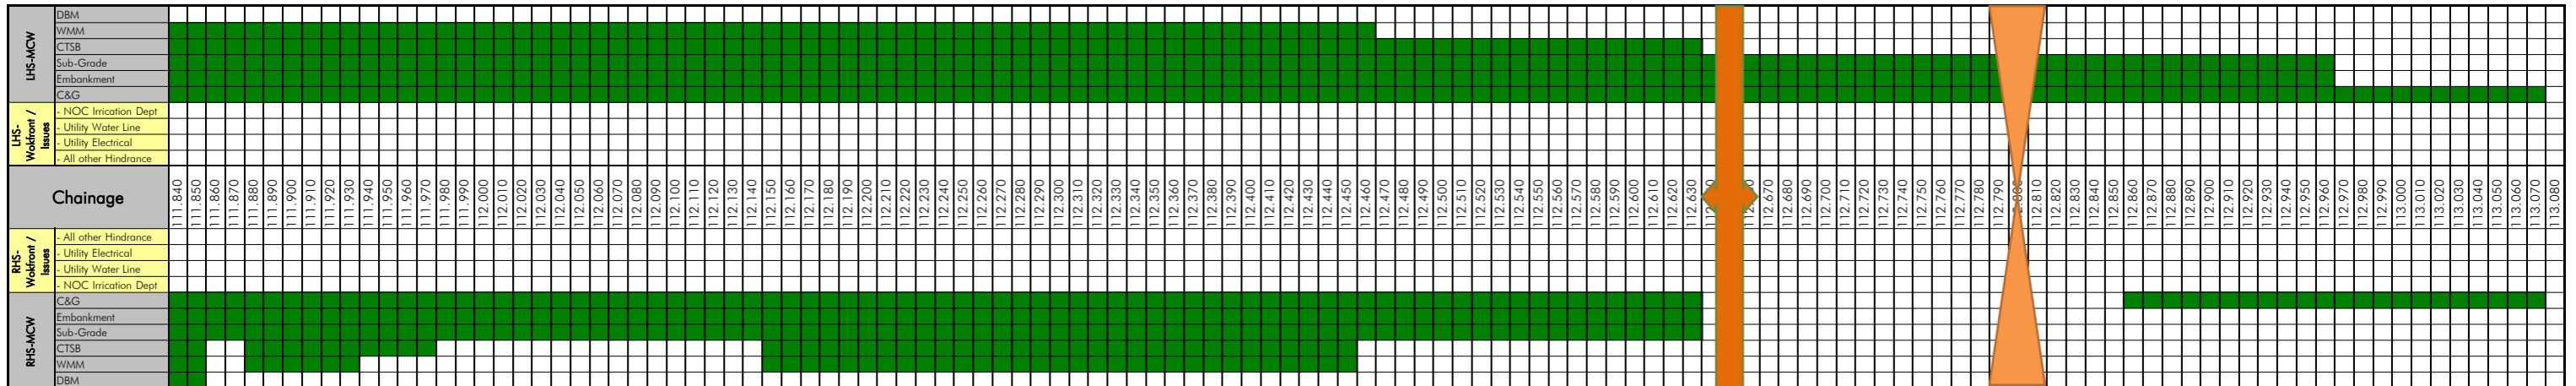 LHS-MCW
DBM
WMM
CTSB
Sub-Grade
Embankment
C&G
LHS-
Wokfront /
Issues
- NOC Irrication Dept
- Utility Water Line
- Utility Electrical
- All other Hindrance
Chainage
111.840 111.850 111.860 111.870 111.880 111.890 111.900 111.910 111.920 111.930 111.940 111.950 111.960 111.970 111.980 111.990 112.000 112.010 112.020 112.030 112.040 112.050 112.060 112.070 112.080 112.090 112.100 112.110 112.120 112.130 112.140 112.150 112.160 112.170 112.180 112.190 112.200 112.210 112.220 112.230 112.240 112.250 112.260 112.270 112.280 112.290 112.300 112.310 112.320 112.330 112.340 112.350 112.360 112.370 112.380 112.390 112.400 112.410 112.420 112.430 112.440 112.450 112.460 112.470 112.480 112.490 112.500 112.510 112.520 112.530 112.540 112.550 112.560 112.570 112.580 112.590 112.600 112.610 112.620 112.630 112.670 112.680 112.690 112.700 112.710 112.720 112.730 112.740 112.750 112.760 112.770 112.780 112.790 112.810 112.820 112.830 112.840 112.850 112.860 112.870 112.880 112.890 112.900 112.910 112.920 112.930 112.940 112.950 112.960 112.970 112.980 112.990 113.000 113.010 113.020 113.030 113.040 113.050 113.060 113.070 113.080
RHS-
Wokfront /
Issues
- All other Hindrance
- Utility Electrical
- Utility Water Line
- NOC Irrication Dept
RHS-MCW
C&G
Embankment
Sub-Grade
CTSB
WMM
DBM